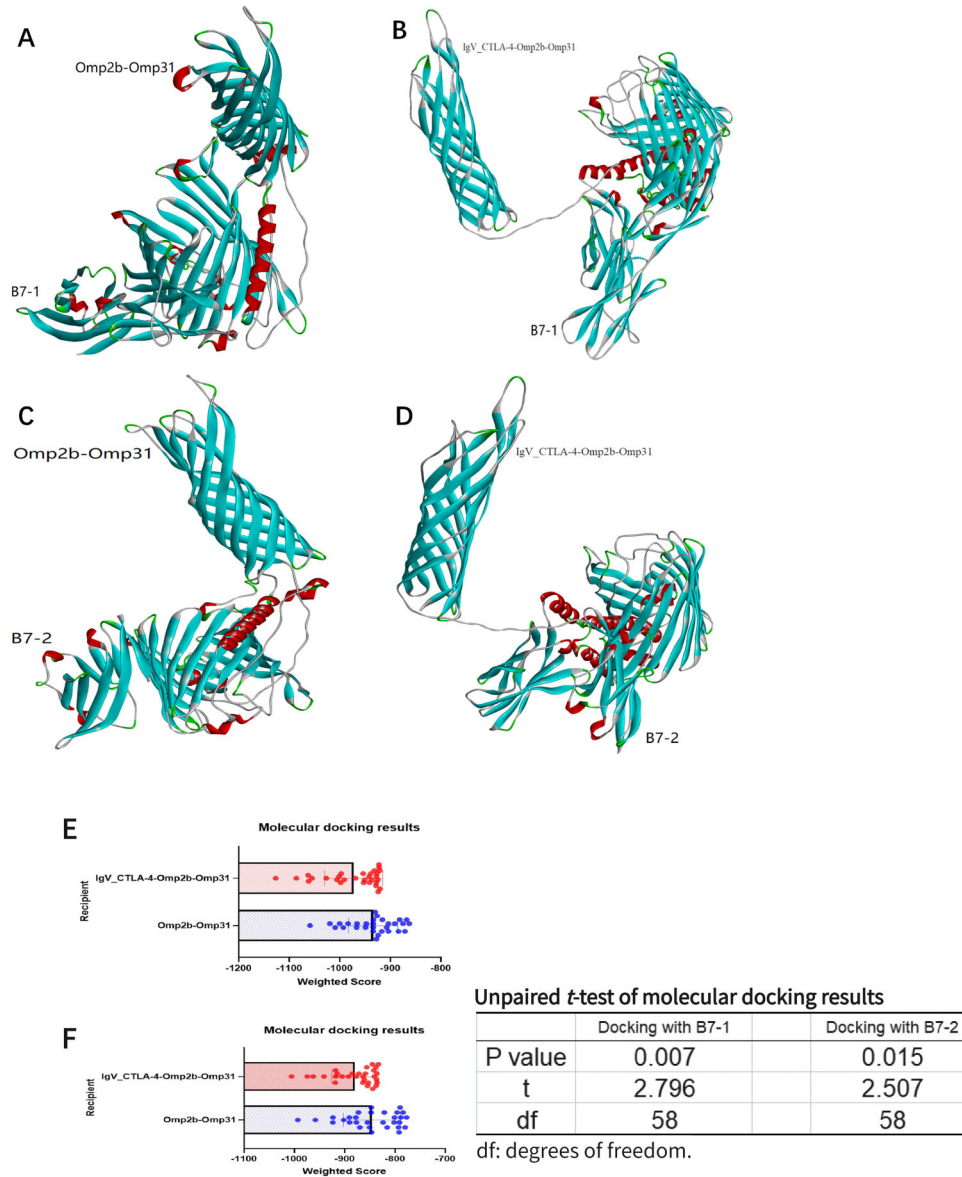 A
Omp2b-Omp31
B7-1
B
IgV_CTLA-4-Omp2b-Omp31
B7-1
C
Omp2b-Omp31
B7-2
D
IgV_CTLA-4-Omp2b-Omp31
B7-2
E
Molecular docking results
Recipient
IgV_CTLA-4-Omp2b-Omp31
Omp2b-Omp31
-1200 -1100 -1000 -900 -800
Weighted Score
F
Molecular docking results
Recipient
IgV_CTLA-4-Omp2b-Omp31
Omp2b-Omp31
-1100 -1000 -900 -800 -700
Weighted Score
Unpaired t-test of molecular docking results
Docking with B7-1 Docking with B7-2
P value 0.007 0.015
t 2.796 2.507
df 58 58
df: degrees of freedom.